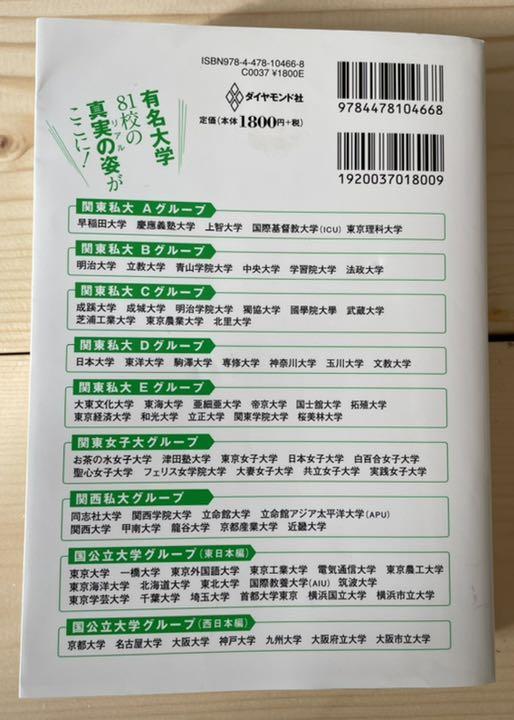 ISBN978-4-478-10466-8
C0037 ¥1800E
ダイヤモンド社
定価(本体1800円+税)
9784478104668
1920037018009
有名大学
81校の
真実の姿が
リアル
ここに!
関東私大 Aグループ
早稲田大学 慶應義塾大学 上智大学 国際基督教大学(ICU) 東京理科大学
関東私大 Bグループ
明治大学 立教大学 青山学院大学 中央大学 学習院大学 法政大学
関東私大 Cグループ
成蹊大学 成城大学 明治学院大学 獨協大学 國學院大學 武蔵大学
芝浦工業大学 東京農業大学 北里大学
関東私大 Dグループ
日本大学 東洋大学 駒澤大学 専修大学 神奈川大学 玉川大学 文教大学
関東私大 Eグループ
大東文化大学 東海大学 亜細亜大学 帝京大学 国士舘大学 拓殖大学
東京経済大学 和光大学 立正大学 関東学院大学 桜美林大学
関東女子大グループ
お茶の水女子大学 津田塾大学 東京女子大学 日本女子大学 白百合女子大学
聖心女子大学 フェリス女学院大学 大妻女子大学 共立女子大学 実践女子大学
関西私大グループ
同志社大学 関西学院大学 立命館大学 立命館アジア太平洋大学(APU)
関西大学 甲南大学 龍谷大学 京都産業大学 近畿大学
国公立大学グループ(東日本編)
東京大学 一橋大学 東京外国語大学 東京工業大学 電気通信大学 東京農工大学
東京海洋大学 北海道大学 東北大学 国際教養大学(AIU) 筑波大学
東京学芸大学 千葉大学 埼玉大学 首都大学東京 横浜国立大学 横浜市立大学
国公立大学グループ(西日本編)
京都大学 名古屋大学 大阪大学 神戸大学 九州大学 大阪府立大学 大阪市立大学